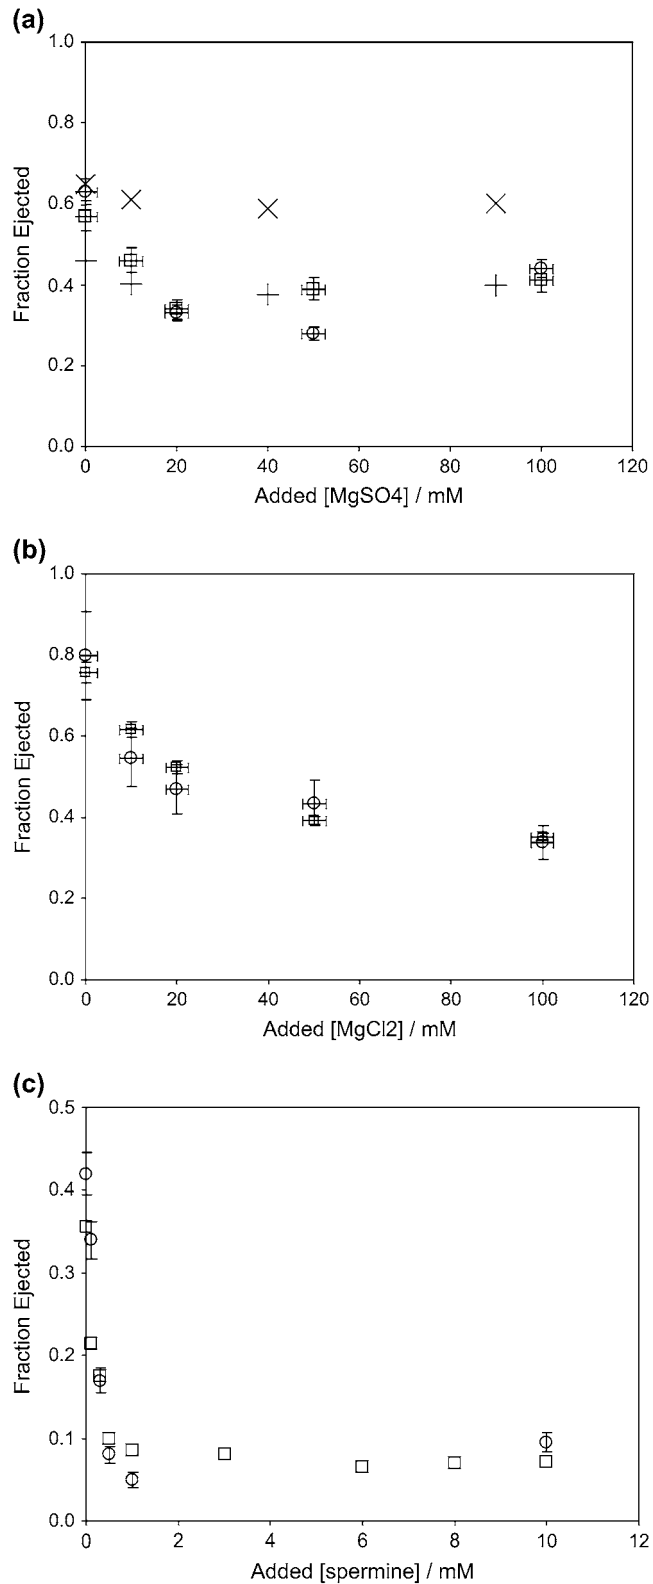 (a)
1.0
0.8
0.6
0.4
0.2
0.0
Fraction Ejected
0 20 40 60 80 100 120
Added [MgSO4] / mM
(b)
1.0
0.8
0.6
0.4
0.2
0.0
Fraction Ejected
0 20 40 60 80 100 120
Added [MgCl2] / mM
(c)
0.5
0.4
0.3
0.2
0.1
0.0
Fraction Ejected
0 2 4 6 8 10 12
Added [spermine] / mM